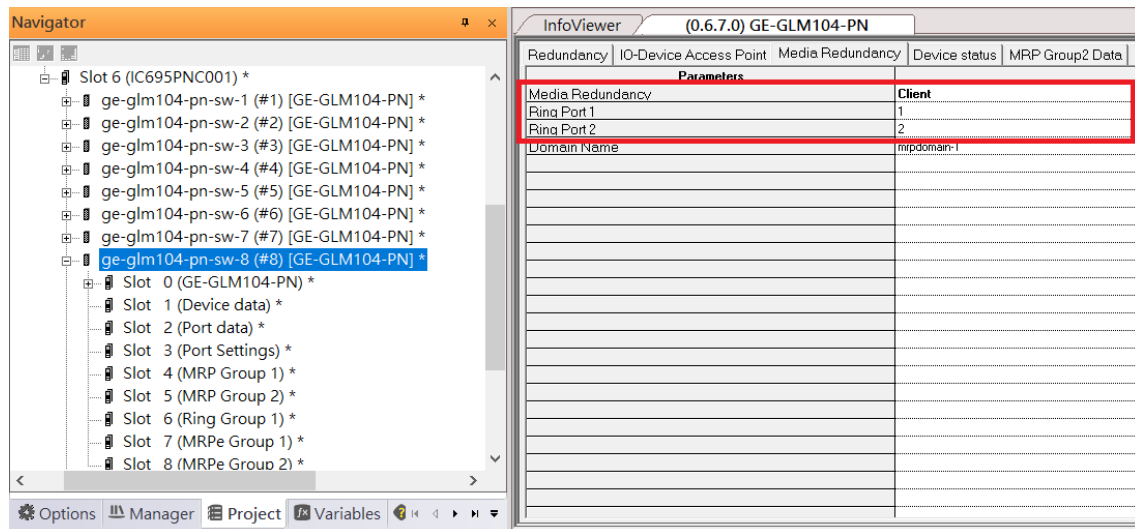 Navigator
Slot 6 (IC695PNC001) *
ge-glm104-pn-sw-1 (#1) [GE-GLM104-PN] *
ge-glm104-pn-sw-2 (#2) [GE-GLM104-PN] *
ge-glm104-pn-sw-3 (#3) [GE-GLM104-PN] *
ge-glm104-pn-sw-4 (#4) [GE-GLM104-PN] *
ge-glm104-pn-sw-5 (#5) [GE-GLM104-PN] *
ge-glm104-pn-sw-6 (#6) [GE-GLM104-PN] *
ge-glm104-pn-sw-7 (#7) [GE-GLM104-PN] *
ge-glm104-pn-sw-8 (#8) [GE-GLM104-PN] *
Slot 0 (GE-GLM104-PN) *
Slot 1 (Device data) *
Slot 2 (Port data) *
Slot 3 (Port Settings) *
Slot 4 (MRP Group 1) *
Slot 5 (MRP Group 2) *
Slot 6 (Ring Group 1) *
Slot 7 (MRPe Group 1) *
Slot 8 (MRPe Group 2) *
Options Manager Project Variables
InfoViewer (0.6.7.0) GE-GLM104-PN
Redundancy IO-Device Access Point Media Redundancy Device status MRP Group2 Data
Parameters
Media Redundancy Client
Ring Port 1 1
Ring Port 2 2
Domain Name mrpdomain-1